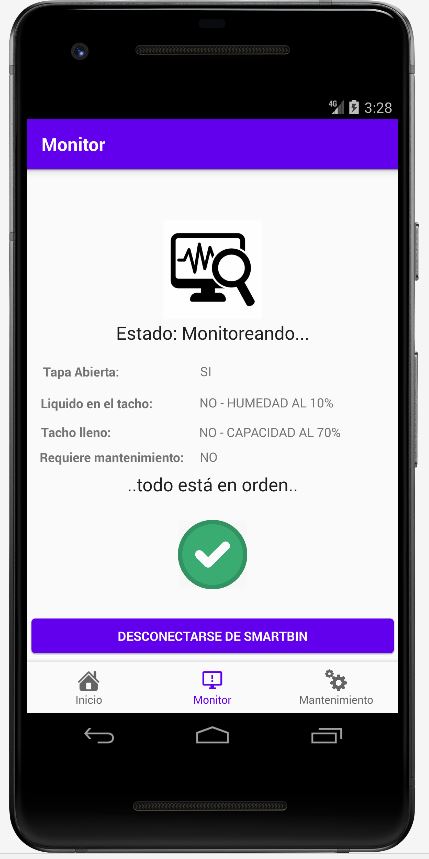 4G 3:28
Monitor
Estado: Monitoreando...
Tapa Abierta: SI
Liquido en el tacho: NO - HUMEDAD AL 10%
Tacho lleno: NO - CAPACIDAD AL 70%
Requiere mantenimiento: NO
..todo está en orden..
DESCONECTARSE DE SMARTBIN
Inicio Monitor Mantenimiento